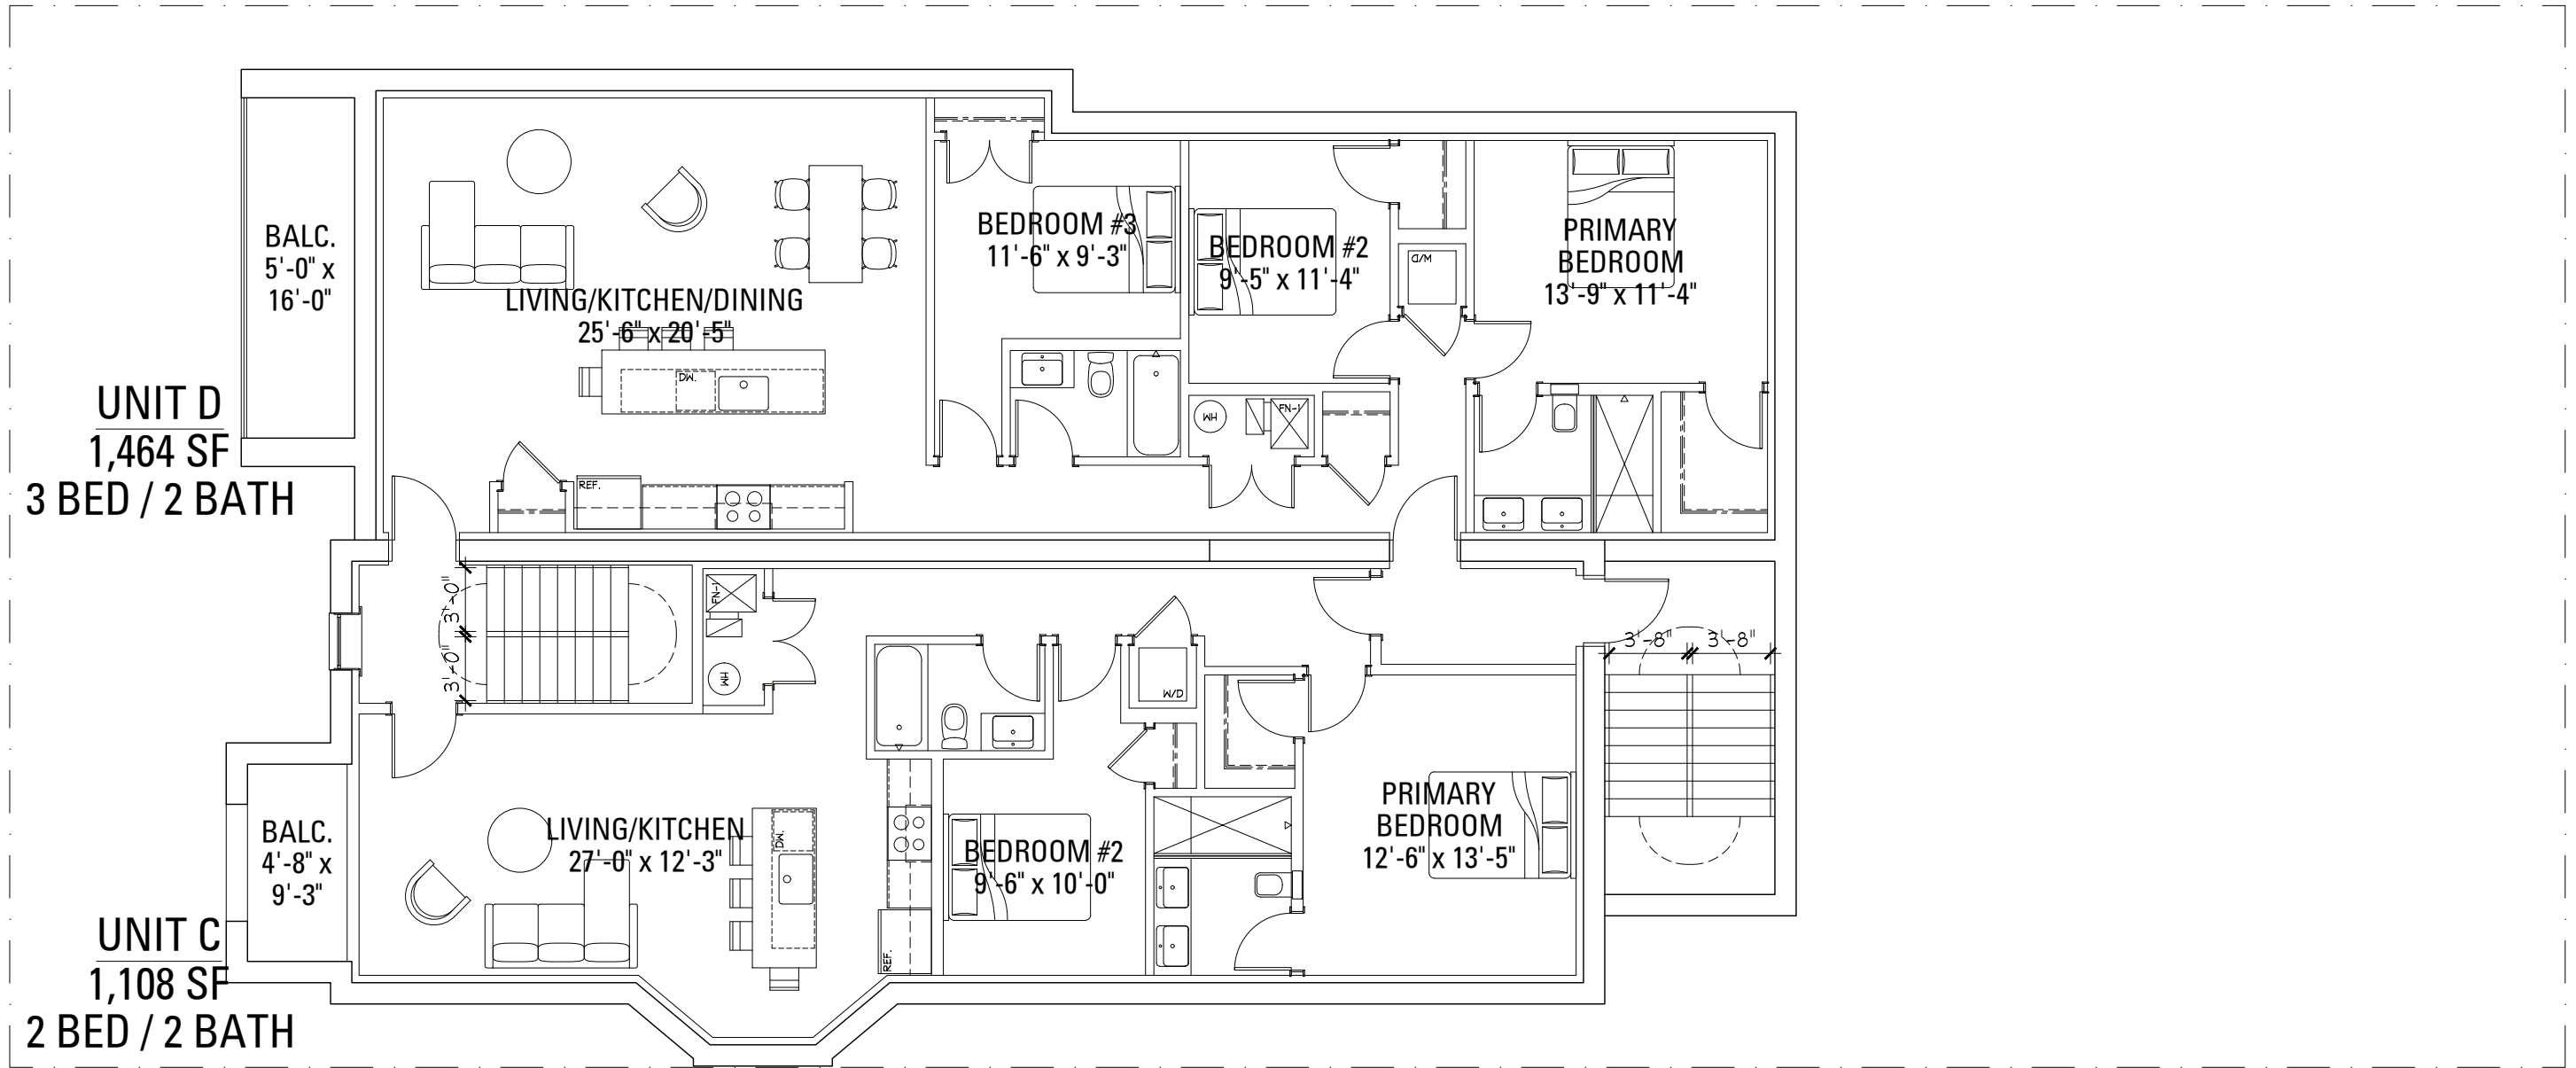 BALC.
5'-0" x
16'-0"
LIVING/KITCHEN/DINING
25'-6" x 20'-5"
BEDROOM #3
11'-6" x 9'-3"
BEDROOM #2
9'-5" x 11'-4"
W/D
PRIMARY
BEDROOM
13'-9" x 11'-4"
DW.
WH
FN-1
REF.
UNIT D
1,464 SF
3 BED / 2 BATH
3'-0"
3'-0"
FN-1
WH
W/D
3'-8"
3'-8"
BALC.
4'-8" x
9'-3"
LIVING/KITCHEN
27'-0" x 12'-3"
DW.
REF.
BEDROOM #2
9'-6" x 10'-0"
PRIMARY
BEDROOM
12'-6" x 13'-5"
UNIT C
1,108 SF
2 BED / 2 BATH